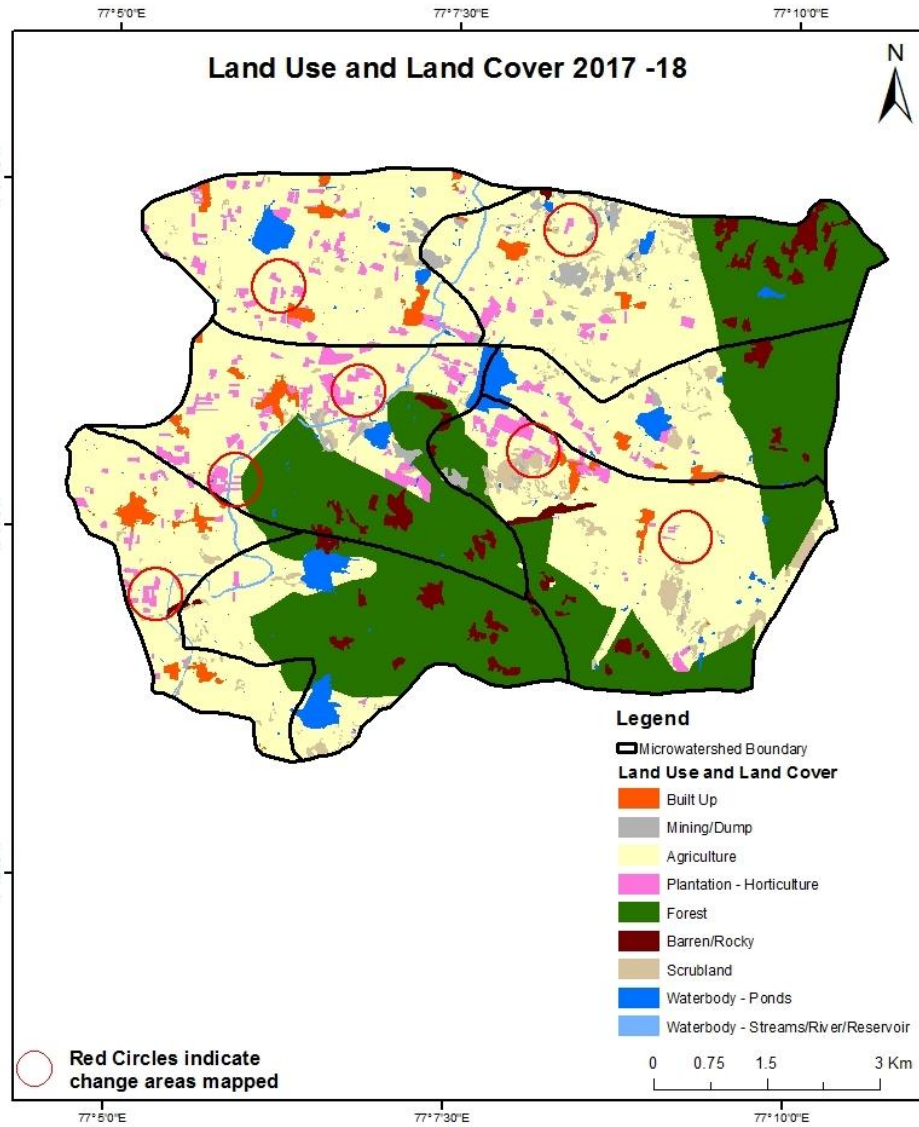 77°5'0"E 77°7'30"E 77°10'0"E
Land Use and Land Cover 2017 -18
N
Legend
Microwatershed Boundary
Land Use and Land Cover
Built Up
Mining/Dump
Agriculture
Plantation - Horticulture
Forest
Barren/Rocky
Scrubland
Waterbody - Ponds
Waterbody - Streams/River/Reservoir
Red Circles indicate
change areas mapped
0 0.75 1.5 3 Km
77°5'0"E 77°7'30"E 77°10'0"E